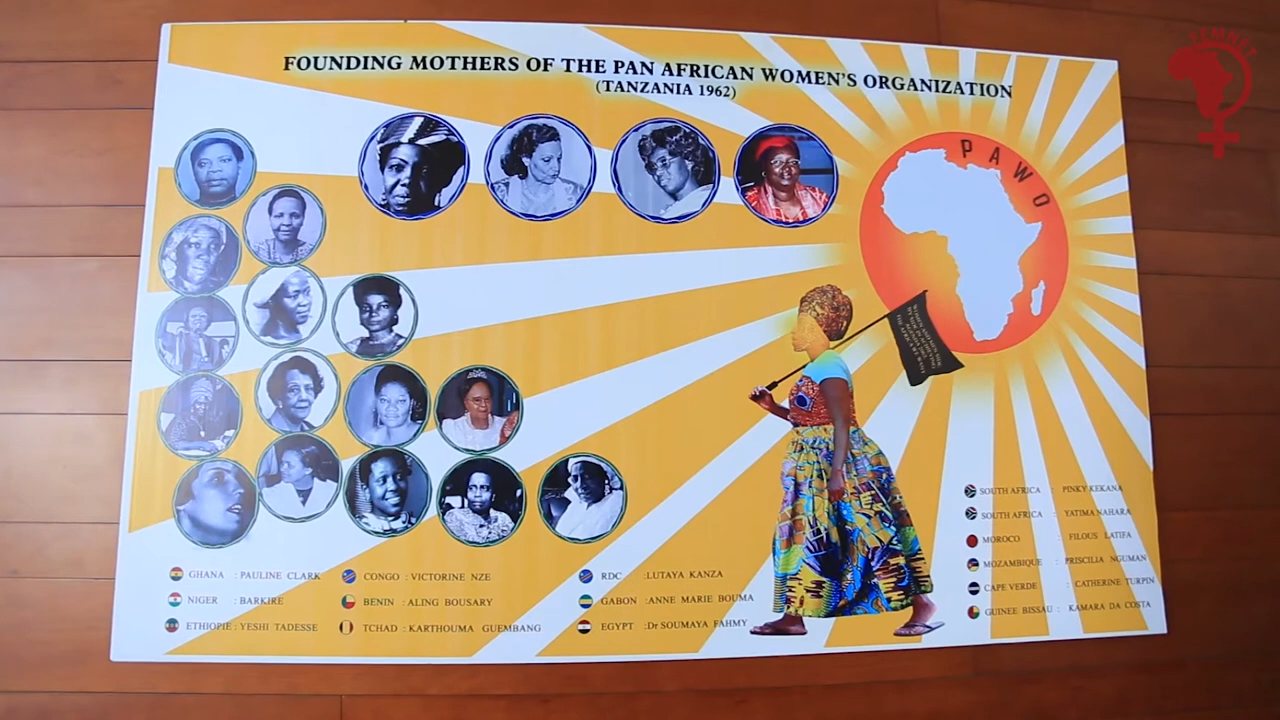 FEMNET
FOUNDING MOTHERS OF THE PAN AFRICAN WOMEN'S ORGANIZATION
(TANZANIA 1962)
PAWO
SOUTH AFRICA : PINKY KEKANA
SOUTH AFRICA : YATIMA NAHARA
MOROCO : FILOUS LATIFA
MOZAMBIQUE : PRISCILIA NGUMAN
CAPE VERDE : CATHERINE TURPIN
GUINEE BISSAU : KAMARA DA COSTA
GHANA : PAULINE CLARK
NIGER : BARKIRE
ETHIOPIE : YESHI TADESSE
CONGO : VICTORINE NZE
BENIN : ALING BOUSARY
TCHAD : KARTHOUMA GUEMBANG
RDC : LUTAYA KANZA
GABON : ANNE MARIE BOUMA
EGYPT : Dr SOUMAYA FAHMY